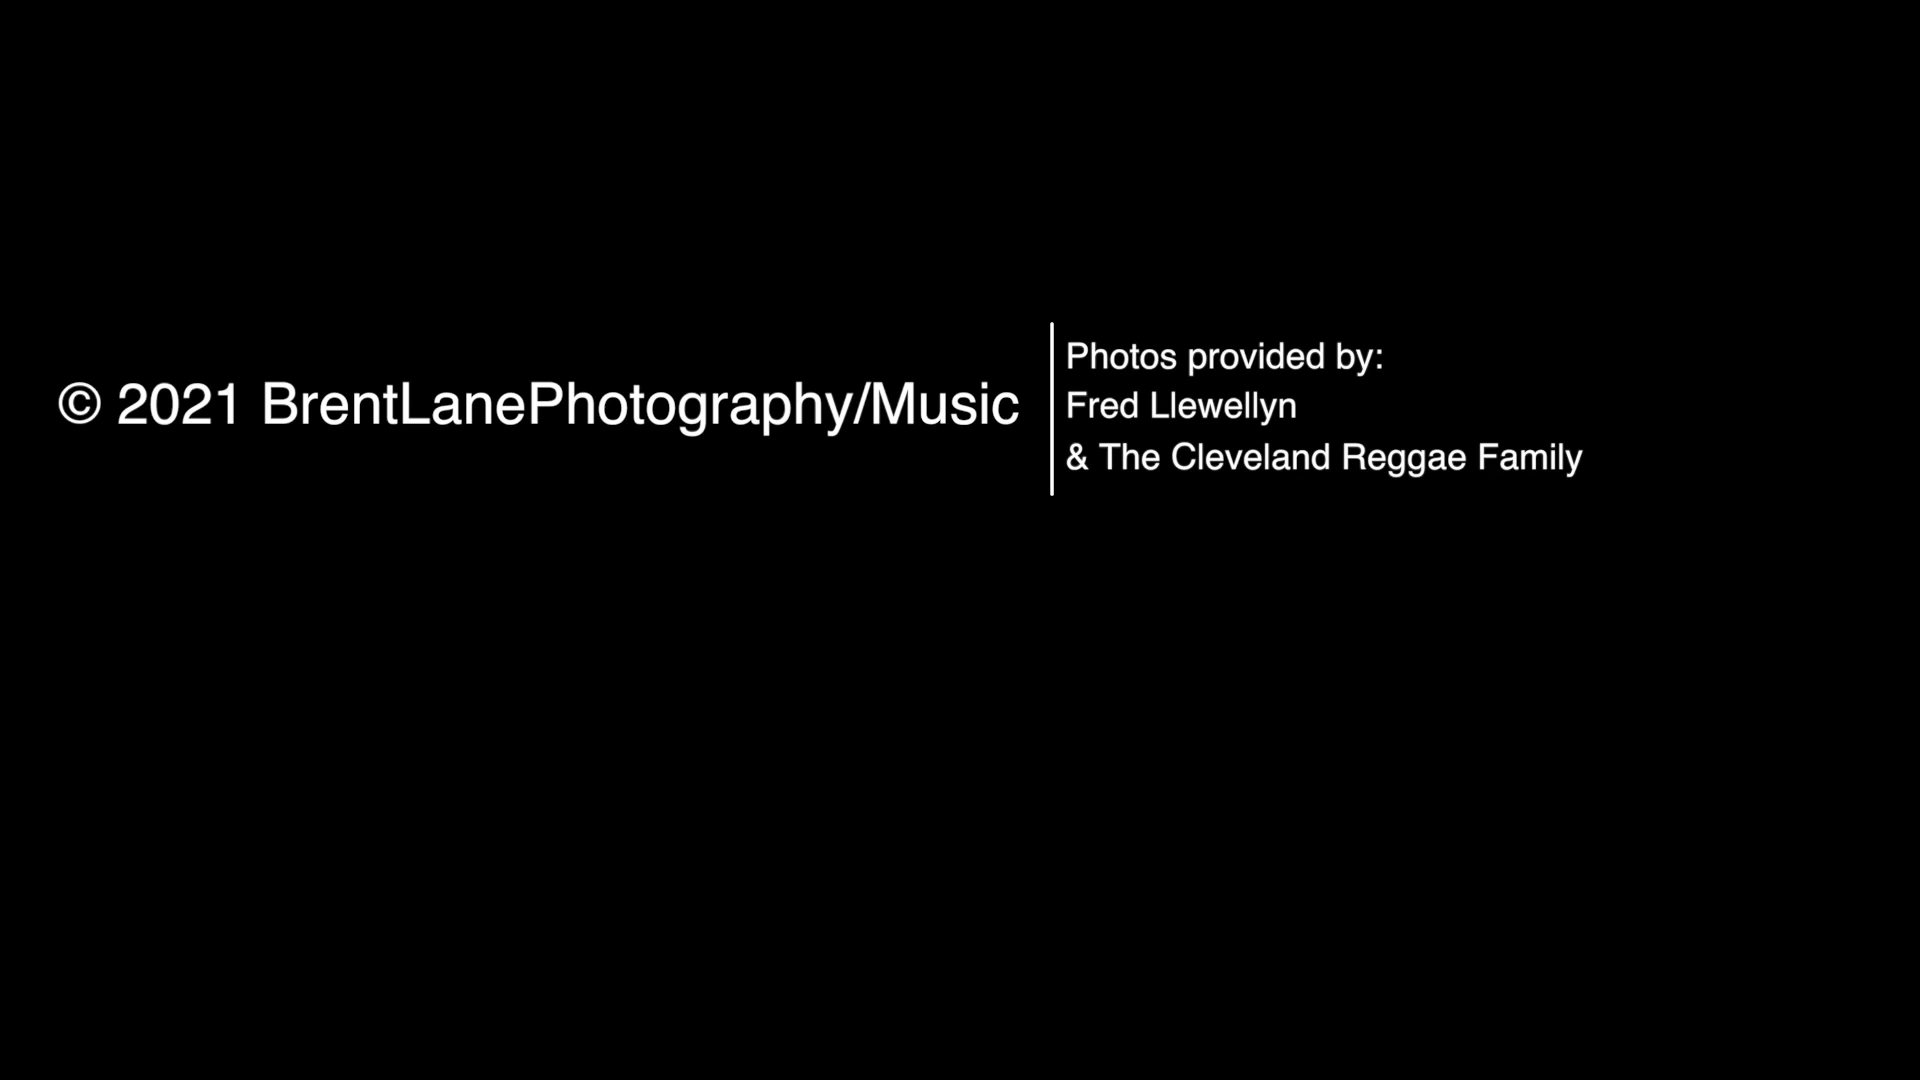 © 2021 BrentLanePhotography/Music
Photos provided by:
Fred Llewellyn
& The Cleveland Reggae Family